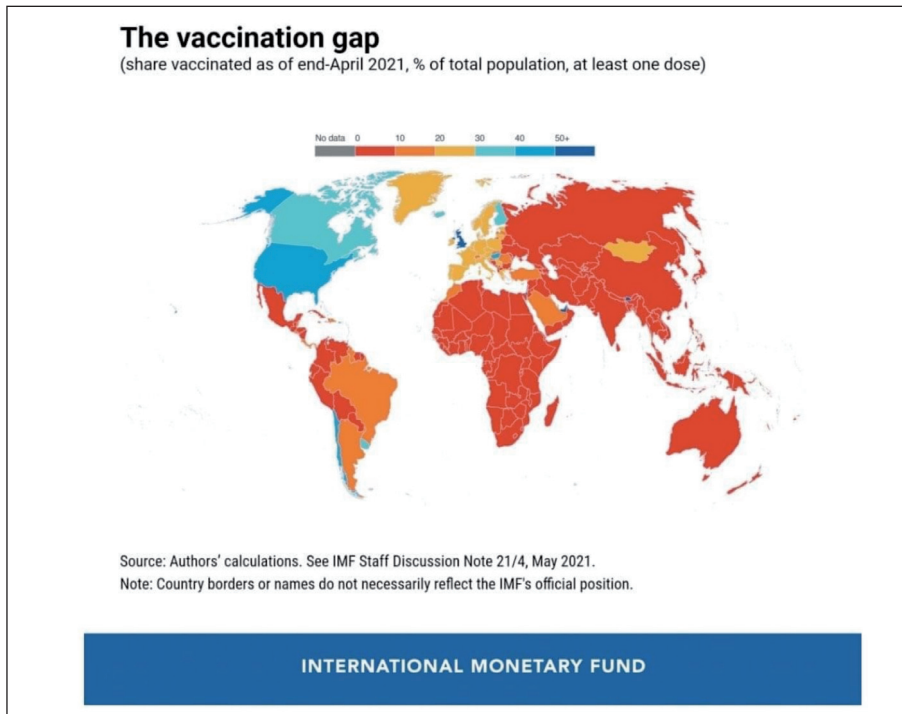 The vaccination gap
(share vaccinated as of end-April 2021, % of total population, at least one dose)
No data 0 10 20 30 40 50+
Source: Authors' calculations. See IMF Staff Discussion Note 21/4, May 2021.
Note: Country borders or names do not necessarily reflect the IMF's official position.
INTERNATIONAL MONETARY FUND